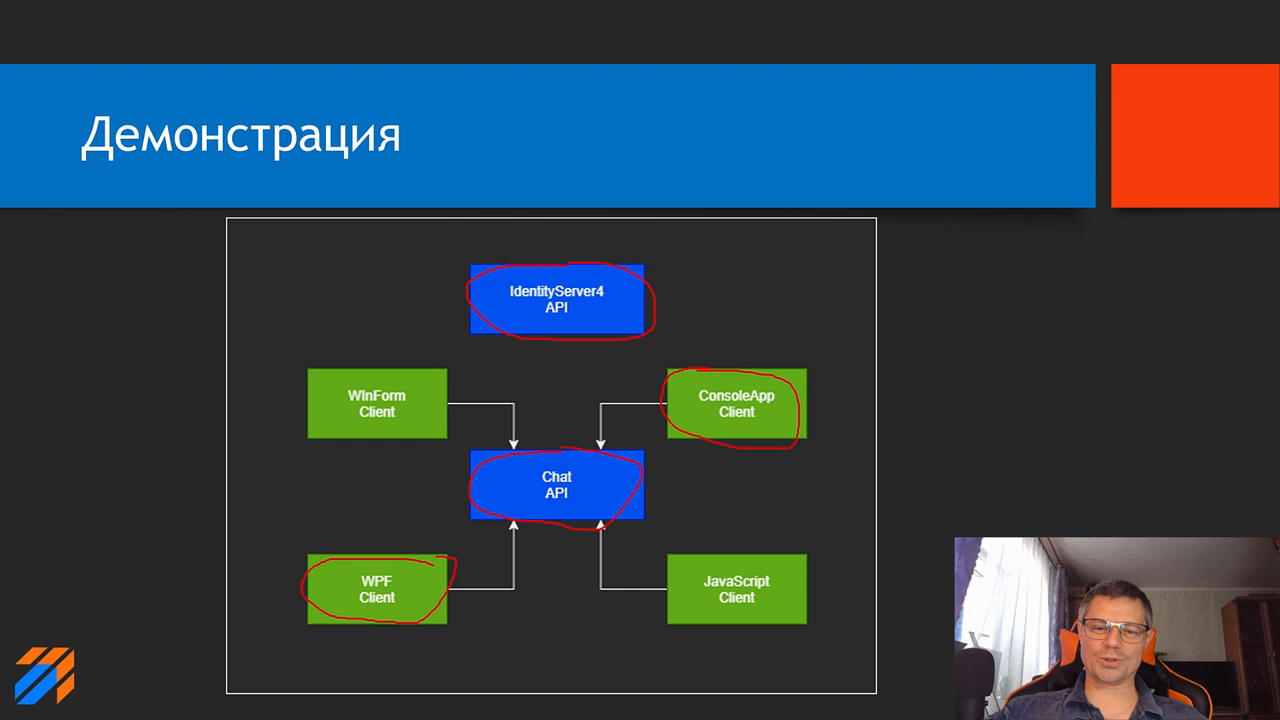 Демонстрация
IdentityServer4
API
WInForm
Client
ConsoleApp
Client
Chat
API
WPF
Client
JavaScript
Client